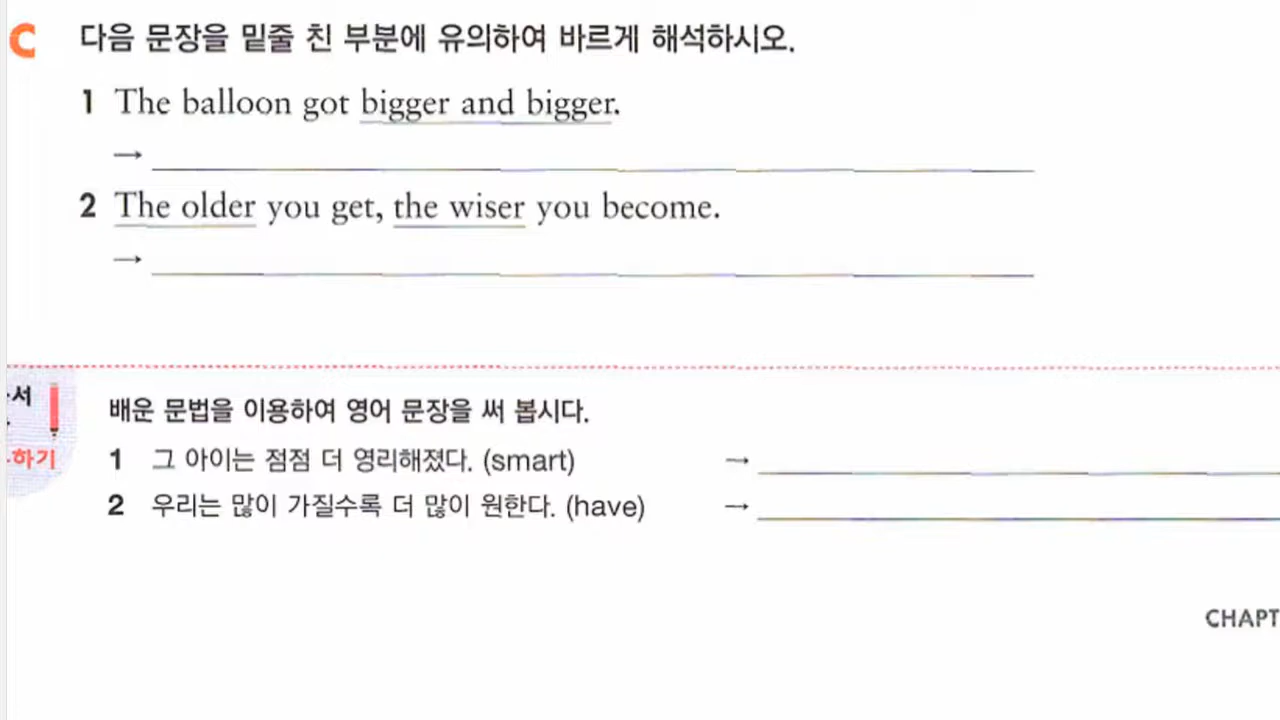 C 다음 문장을 밑줄 친 부분에 유의하여 바르게 해석하시오.
1 The balloon got bigger and bigger.
→
2 The older you get, the wiser you become.
→
서
하기
배운 문법을 이용하여 영어 문장을 써 봅시다.
1 그 아이는 점점 더 영리해졌다. (smart) →
2 우리는 많이 가질수록 더 많이 원한다. (have) →
CHAPT